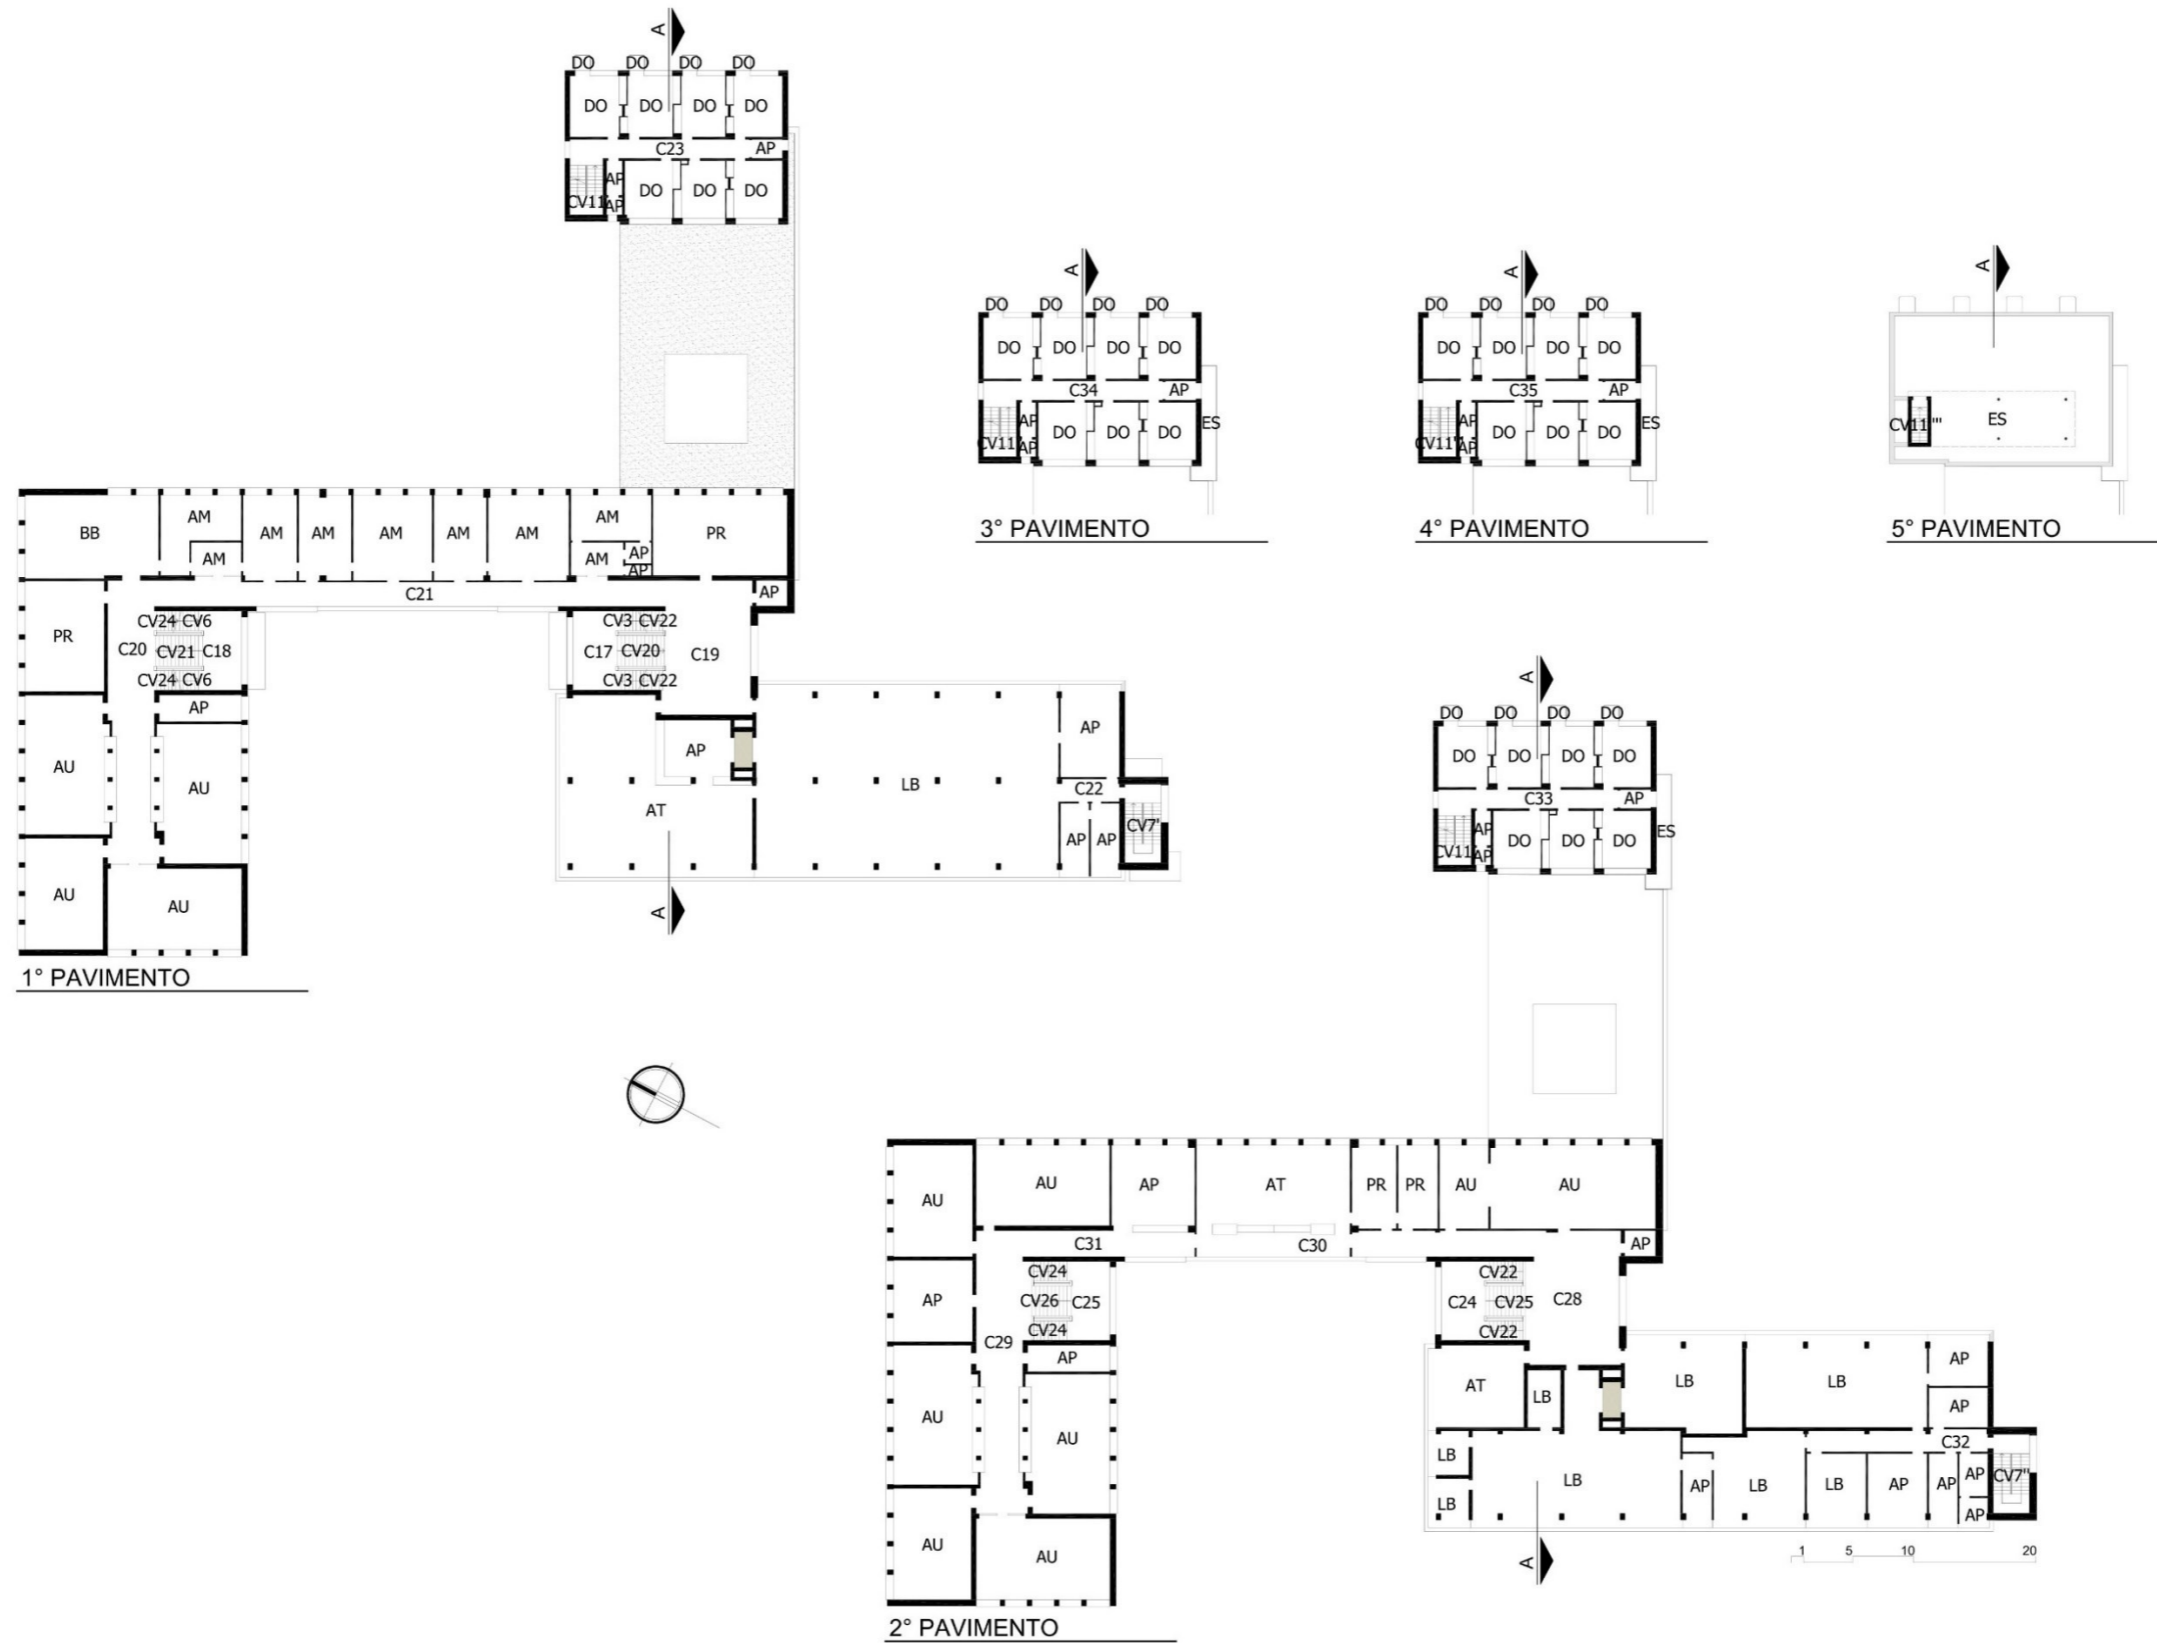 A
DO DO DO DO
DO DO DO DO
C23 AP
AP
DO DO DO
CV11' AP
A A A
DO DO DO DO
DO DO DO DO
C34 AP
AP
DO DO DO ES
CV11" AP
3° PAVIMENTO
DO DO DO DO
DO DO DO DO
C35 AP
AP
DO DO DO ES
CV11" AP
4° PAVIMENTO
CV11 "' ES
5° PAVIMENTO
BB AM AM AM AM AM AM AM PR
AM AM AP
AP
C21 AP
PR
CV24 CV6 CV3 CV22
C20 CV21 C18 C17 CV20 C19
CV24 CV6 CV3 CV22
AP
AP AP
AU AU
AT LB C22
AP AP CV7'
AU AU
A
1° PAVIMENTO
A
DO DO DO DO
DO DO DO DO
C33 AP
AP
DO DO DO ES
CV11' AP
AU AU AP AT PR PR AU AU
C31 C30 AP
CV24 CV22
AP CV26 C25 C24 CV25 C28
CV24 CV22
C29
AP AP
AT LB LB LB
AP
AU AU
C32
LB LB AP LB LB AP AP AP CV7"
LB AP
AU AU
A
1 5 10 20
2° PAVIMENTO